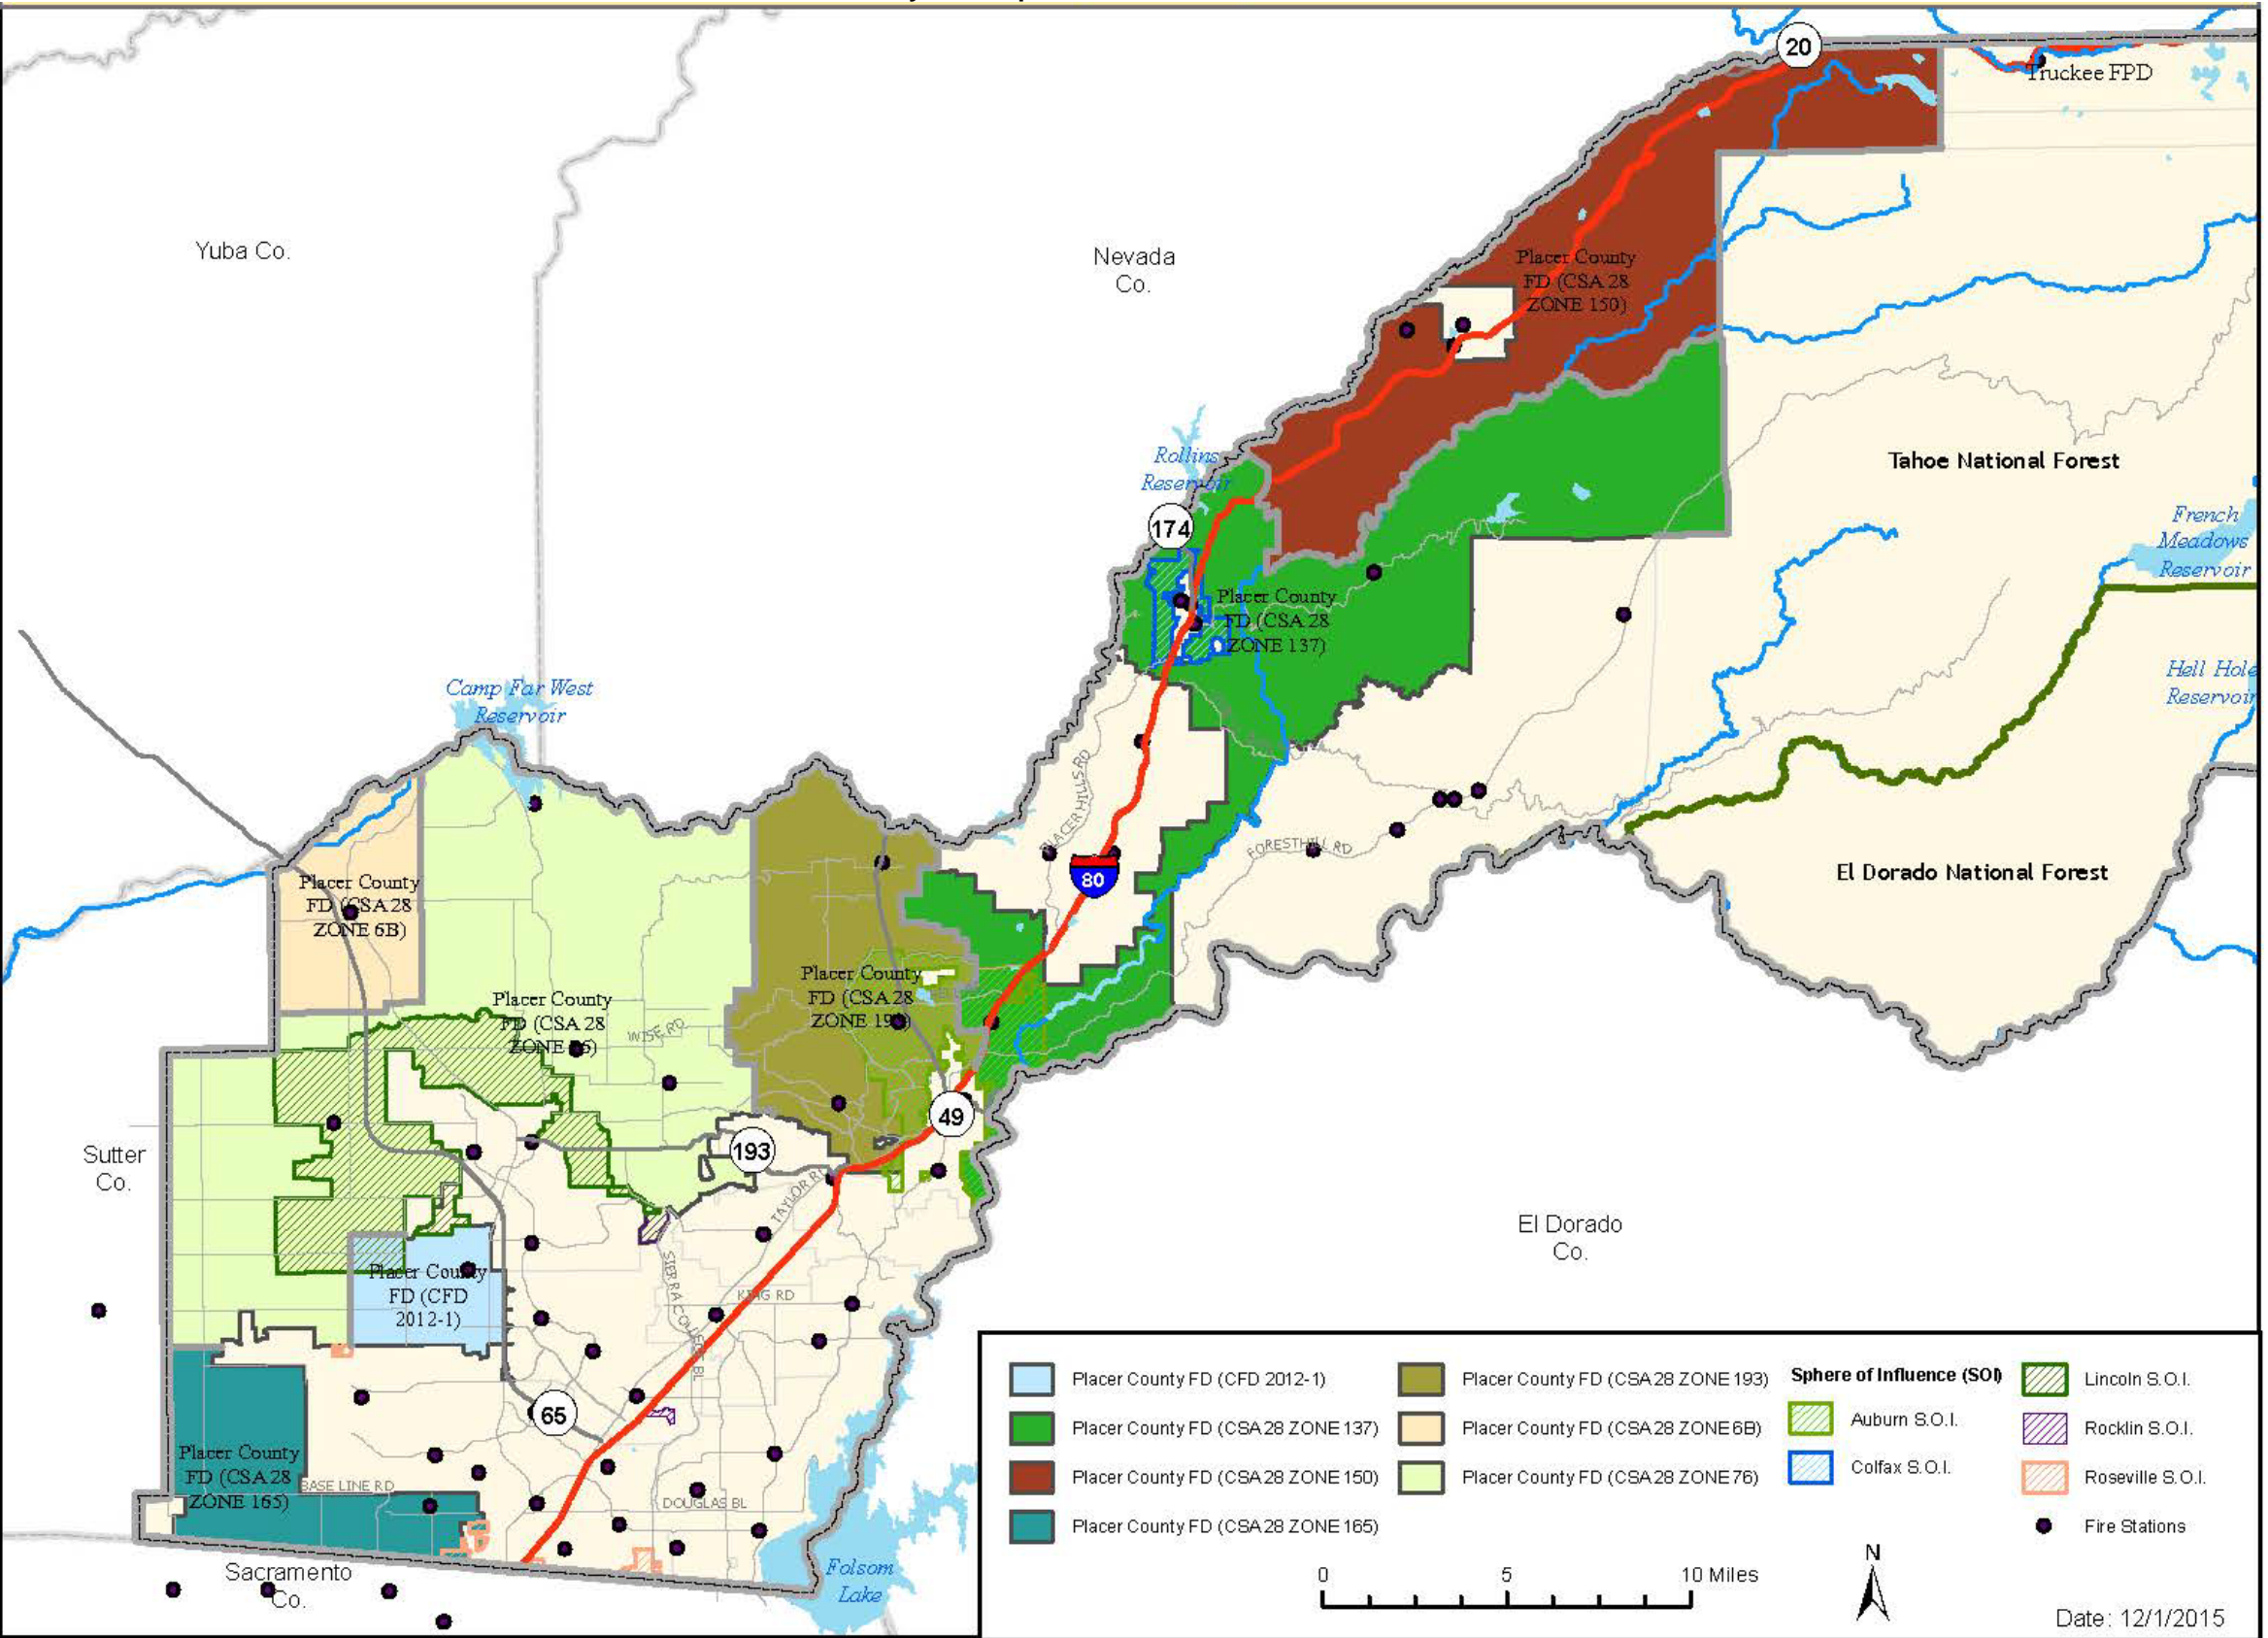 20
Truckee FPD
Yuba Co.
Nevada
Co.
Placer County
FD (CSA 28
ZONE 150)
Rollins
Reservoir
Tahoe National Forest
174
French
Meadows
Reservoir
Placer County
FD (CSA 28
ZONE 137)
Camp Far West
Reservoir
Hell Hole
Reservoir
PLACER HILLS RD
FORESTHILL RD
80
El Dorado National Forest
Placer County
FD (CSA 28
ZONE 6B)
Placer County
FD (CSA 28
ZONE 193)
Placer County
FD (CSA 28
ZONE 76)
WISE RD
49
193
Sutter
Co.
TAYLOR RD
El Dorado
Co.
Placer County
FD (CFD
2012-1)
SIERRA COLLEGE BL
KING RD
65
Placer County
FD (CSA 28
ZONE 165)
BASE LINE RD
DOUGLAS BL
Sacramento
Co.
Folsom
Lake
Placer County FD (CFD 2012-1)
Placer County FD (CSA 28 ZONE 137)
Placer County FD (CSA 28 ZONE 150)
Placer County FD (CSA 28 ZONE 165)
Placer County FD (CSA 28 ZONE 193)
Placer County FD (CSA 28 ZONE 6B)
Placer County FD (CSA 28 ZONE 76)
Sphere of Influence (SOI)
Auburn S.O.I.
Colfax S.O.I.
Lincoln S.O.I.
Rocklin S.O.I.
Roseville S.O.I.
Fire Stations
0 5 10 Miles
N
Date: 12/1/2015